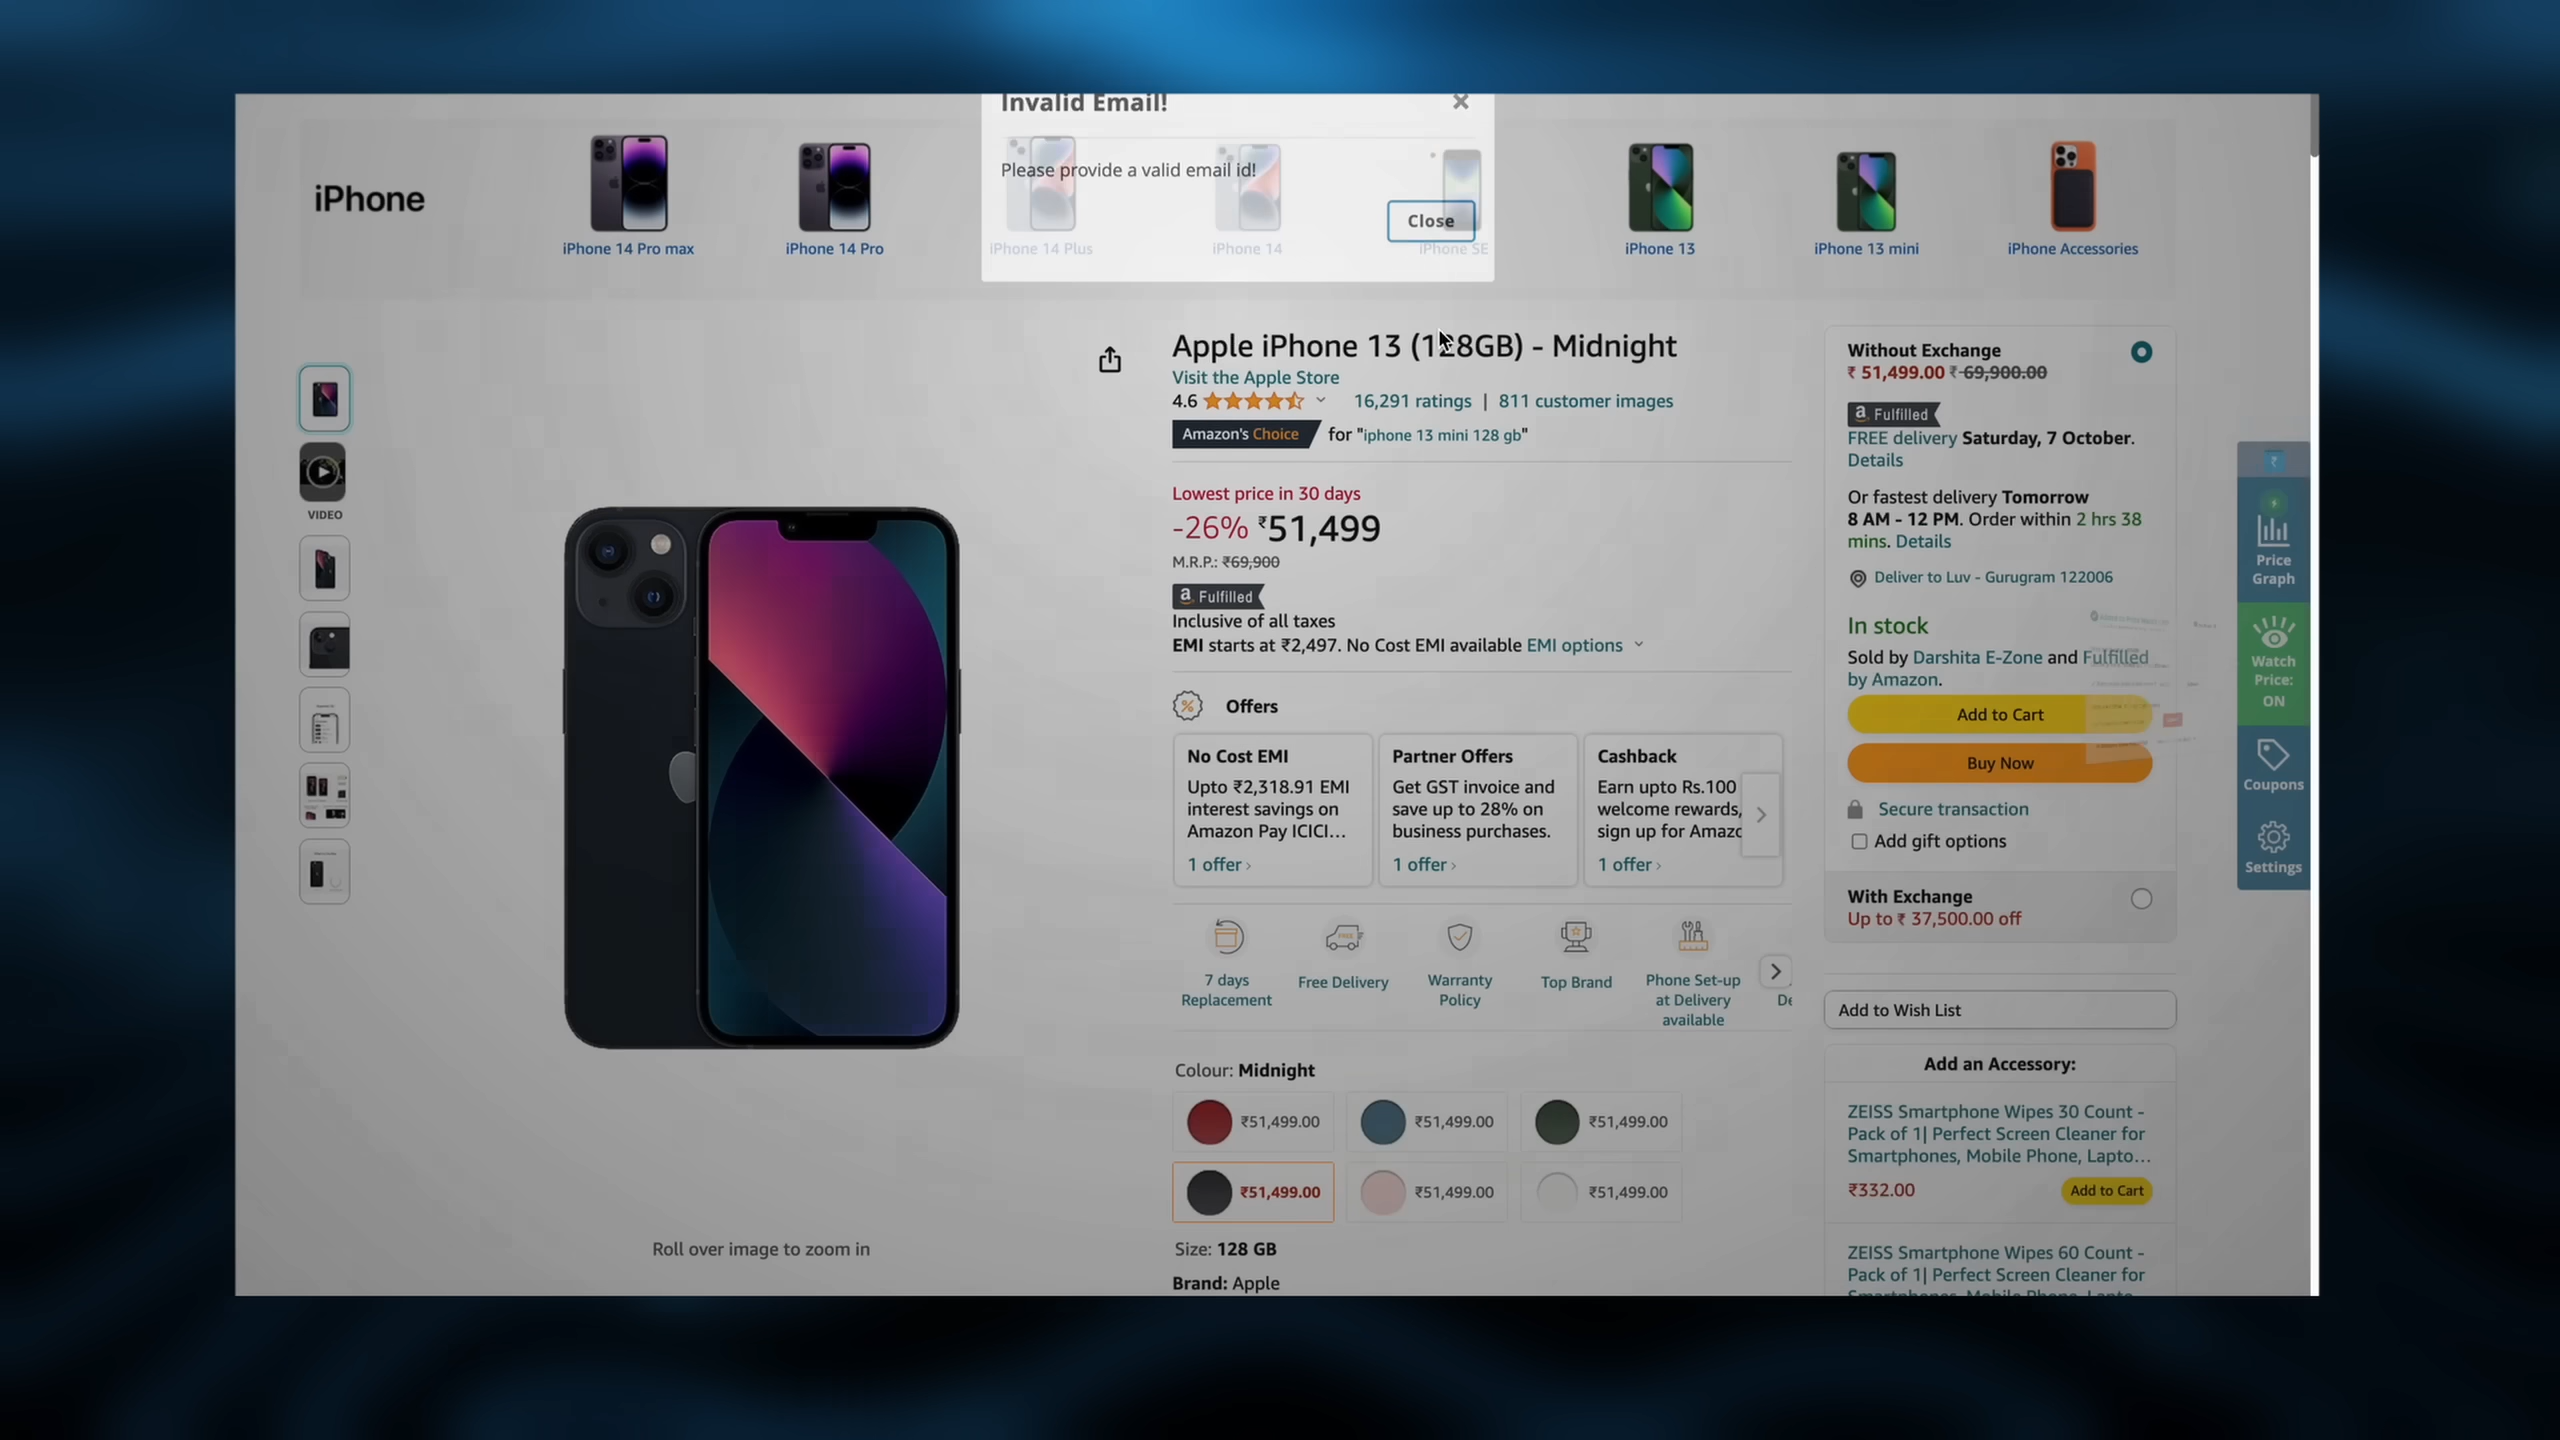 Invalid Email!
Please provide a valid email id!
Close
iPhone
iPhone 14 Pro max
iPhone 14 Pro
iPhone 14 Plus
iPhone 14
iPhone SE
iPhone 13
iPhone 13 mini
iPhone Accessories
VIDEO
Roll over image to zoom in
Apple iPhone 13 (128GB) - Midnight
Visit the Apple Store
4.6
16,291 ratings | 811 customer images
Amazon's Choice for "iphone 13 mini 128 gb"
Lowest price in 30 days
-26% ₹51,499
M.R.P.: ₹69,900
a Fulfilled
Inclusive of all taxes
EMI starts at ₹2,497. No Cost EMI available EMI options
Offers
No Cost EMI
Upto ₹2,318.91 EMI
interest savings on
Amazon Pay ICICI…
1 offer ›
Partner Offers
Get GST invoice and
save up to 28% on
business purchases.
1 offer ›
Cashback
Earn upto Rs.100
welcome rewards,
sign up for Amazo
1 offer ›
7 days
Replacement
Free Delivery
Warranty
Policy
Top Brand
Phone Set-up
at Delivery
available
De
Colour: Midnight
₹51,499.00
₹51,499.00
₹51,499.00
₹51,499.00
₹51,499.00
₹51,499.00
Size: 128 GB
Brand: Apple
Without Exchange
₹ 51,499.00 ₹ 69,900.00
a Fulfilled
FREE delivery Saturday, 7 October.
Details
Or fastest delivery Tomorrow
8 AM - 12 PM. Order within 2 hrs 38
mins. Details
Deliver to Luv - Gurugram 122006
In stock
Sold by Darshita E-Zone and Fulfilled
by Amazon.
Add to Cart
Buy Now
Secure transaction
Add gift options
With Exchange
Up to ₹ 37,500.00 off
Add to Wish List
Add an Accessory:
ZEISS Smartphone Wipes 30 Count -
Pack of 1| Perfect Screen Cleaner for
Smartphones, Mobile Phone, Lapto…
₹332.00
Add to Cart
ZEISS Smartphone Wipes 60 Count -
Pack of 1| Perfect Screen Cleaner for
Smartphones, Mobile Phone, Lapto…
Price
Graph
Watch
Price:
ON
Coupons
Settings